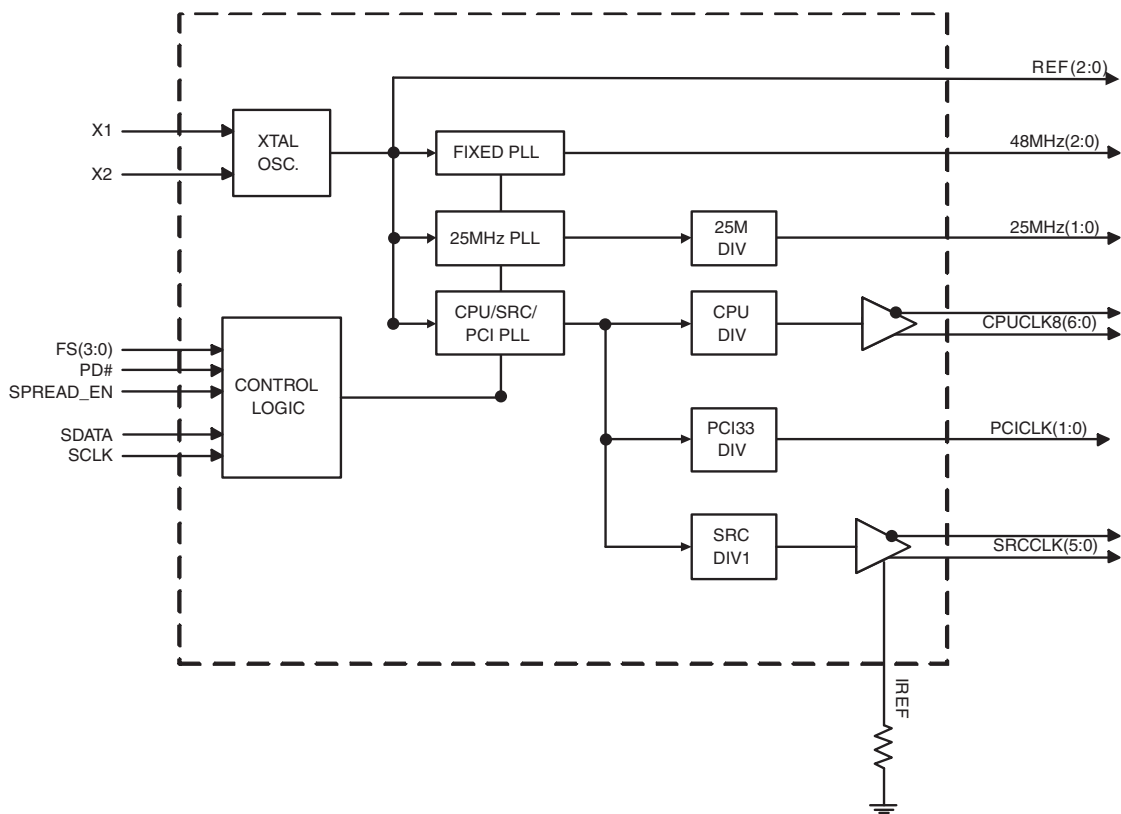 REF(2:0)
X1
XTAL
OSC.
X2
FIXED PLL
48MHz(2:0)
25MHz PLL
25M
DIV
25MHz(1:0)
CPU/SRC/
PCI PLL
CPU
DIV
CPUCLK8(6:0)
FS(3:0)
PD#
SPREAD_EN
SDATA
SCLK
CONTROL
LOGIC
PCI33
DIV
PCICLK(1:0)
SRC
DIV1
SRCCLK(5:0)
IREF